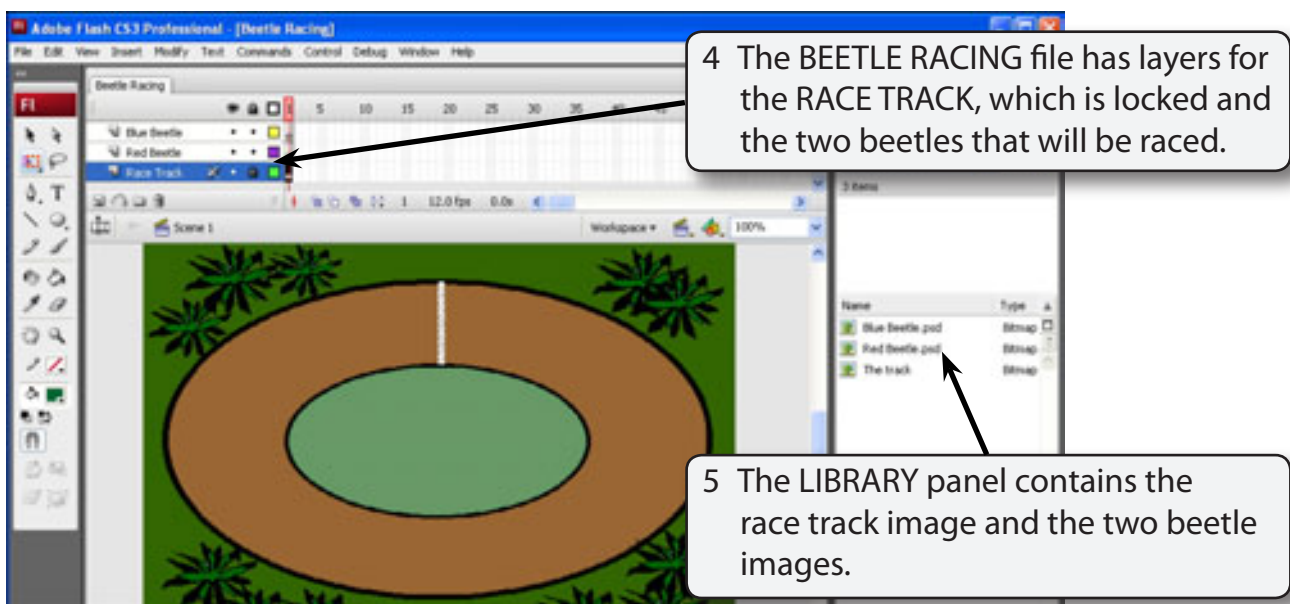 Adobe Flash CS3 Professional - [Beetle Racing]
File Edit View Insert Modify Text Commands Control Debug Window Help
4 The BEETLE RACING file has layers for
the RACE TRACK, which is locked and
the two beetles that will be raced.
Beetle Racing
Fl
5 10 15 20 25 30 35 40 45
Blue Beetle
Red Beetle
Race Track
1 12.0 fps 0.0s
3 items
Scene 1 Workspace 100%
Name Type
Blue Beetle.psd Bitmap
Red Beetle.psd Bitmap
The track Bitmap
5 The LIBRARY panel contains the
race track image and the two beetle
images.